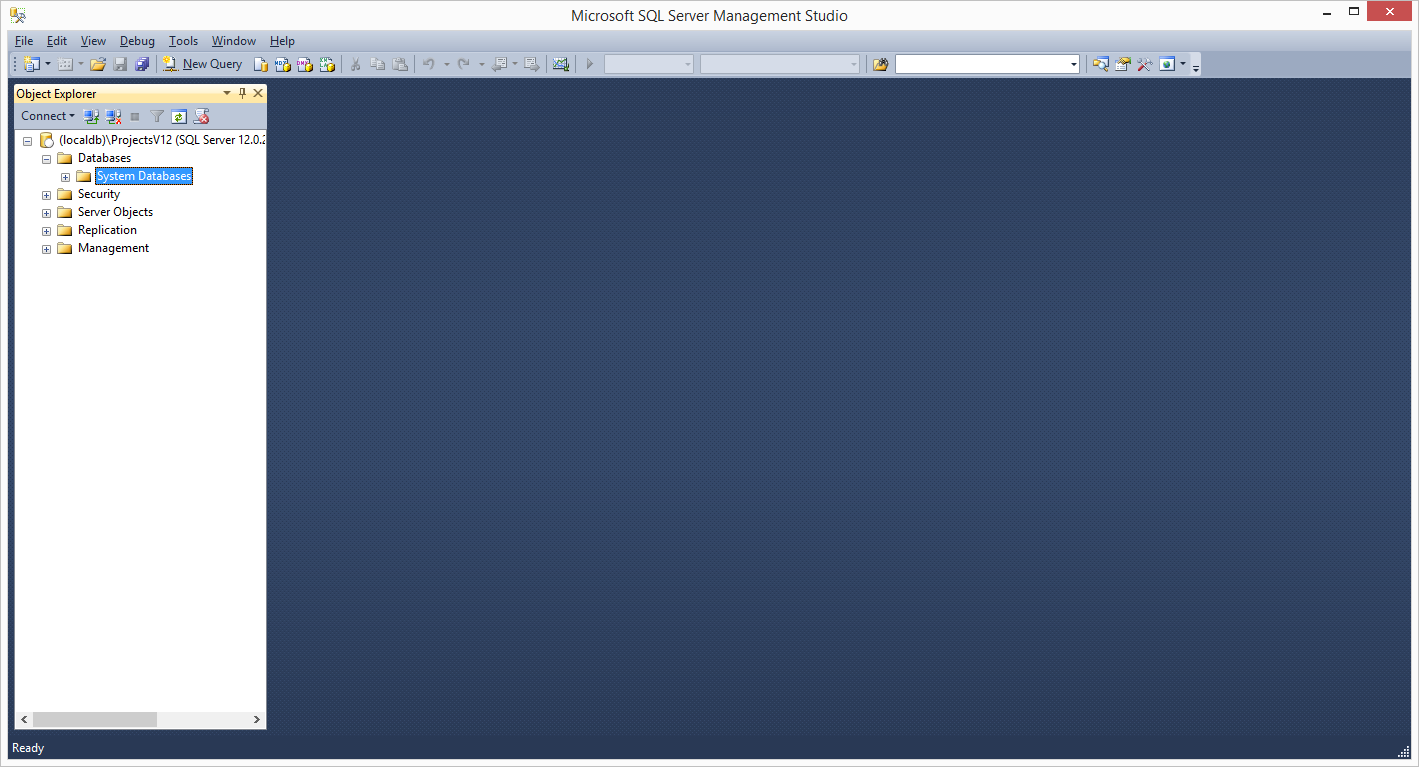 Microsoft SQL Server Management Studio
File Edit View Debug Tools Window Help
New Query
Object Explorer
Connect
(localdb)\ProjectsV12 (SQL Server 12.0.2
Databases
System Databases
Security
Server Objects
Replication
Management
Ready